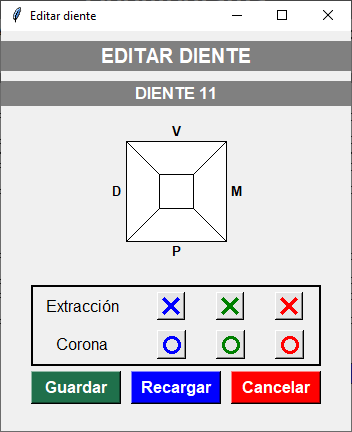 Editar diente
EDITAR DIENTE
DIENTE 11
V
D M
P
Extracción
Corona
Guardar Recargar Cancelar